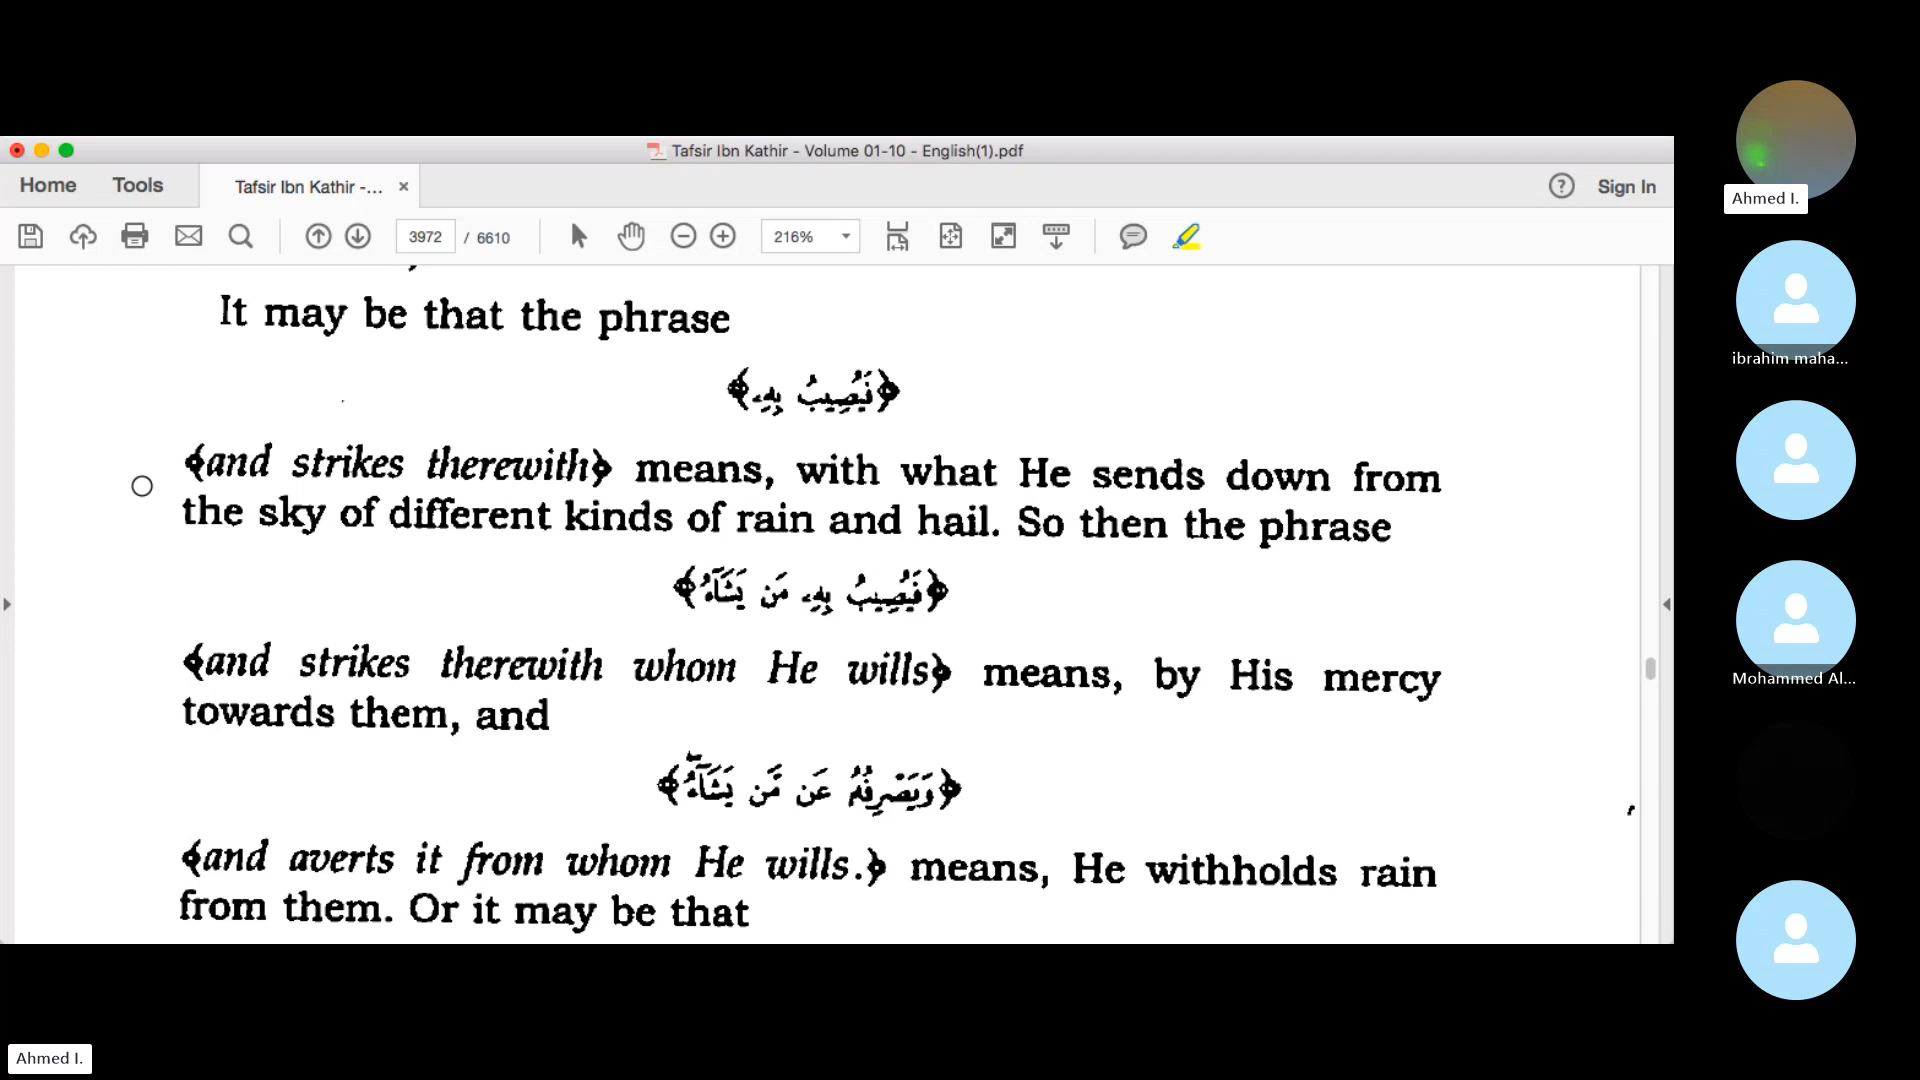 Tafsir Ibn Kathir - Volume 01-10 - English(1).pdf
Home Tools Tafsir Ibn Kathir -... × ? Sign In
3972 / 6610 216%
It may be that the phrase
﴿فَيُصِيبُ بِهِۦ﴾
﴾and strikes therewith﴿ means, with what He sends down from
the sky of different kinds of rain and hail. So then the phrase
﴿فَيُصِيبُ بِهِۦ مَن يَشَآءُ﴾
﴾and strikes therewith whom He wills﴿ means, by His mercy
towards them, and
﴿وَيَصْرِفُهُۥ عَن مَّن يَشَآءُ﴾
﴾and averts it from whom He wills.﴿ means, He withholds rain
from them. Or it may be that
Ahmed I.
ibrahim maha...
Mohammed Al...
Ahmed I.